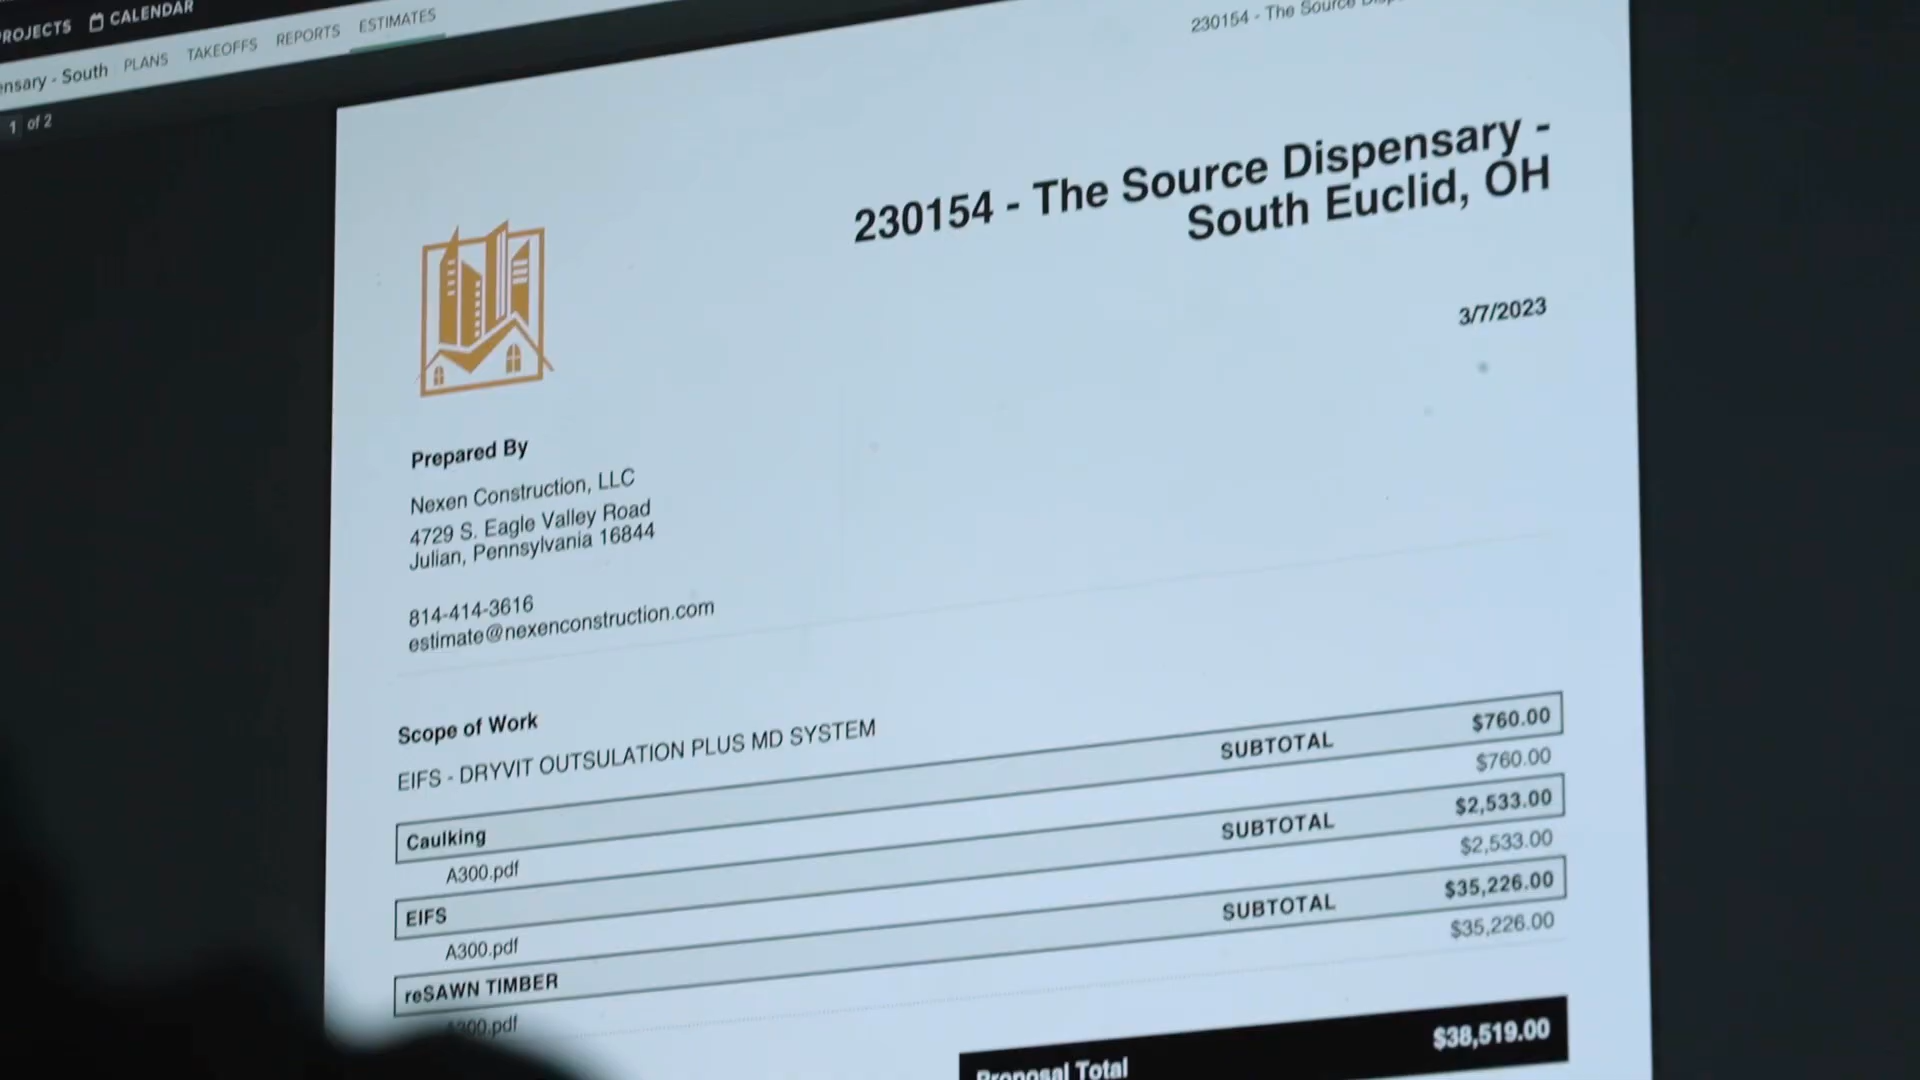 PROJECTS CALENDAR
PLANS TAKEOFFS REPORTS ESTIMATES
- South
1 of 2
230154 - The Source
230154 - The Source Dispensary -
South Euclid, OH
3/7/2023
Prepared By
Nexen Construction, LLC
4729 S. Eagle Valley Road
Julian, Pennsylvania 16844
814-414-3616
estimate@nexenconstruction.com
Scope of Work
EIFS - DRYVIT OUTSULATION PLUS MD SYSTEM
Caulking SUBTOTAL $760.00
A300.pdf $760.00
EIFS SUBTOTAL $2,533.00
A300.pdf $2,533.00
reSAWN TIMBER SUBTOTAL $35,226.00
A300.pdf $35,226.00
Proposal Total $38,519.00